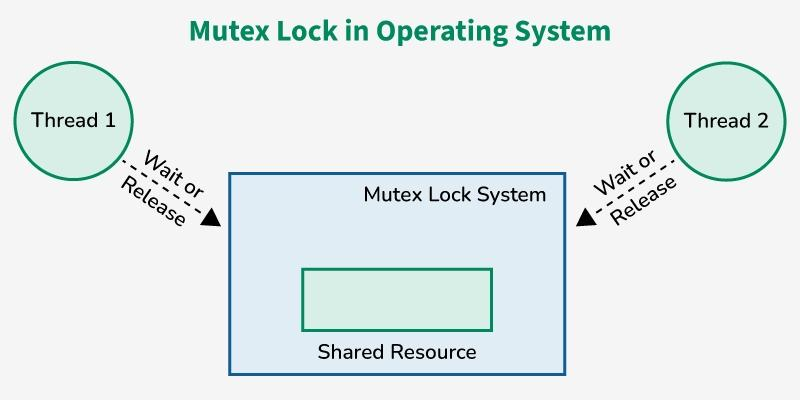 Mutex Lock in Operating System
Thread 1
Thread 2
Wait or
Release
Wait or
Release
Mutex Lock System
Shared Resource